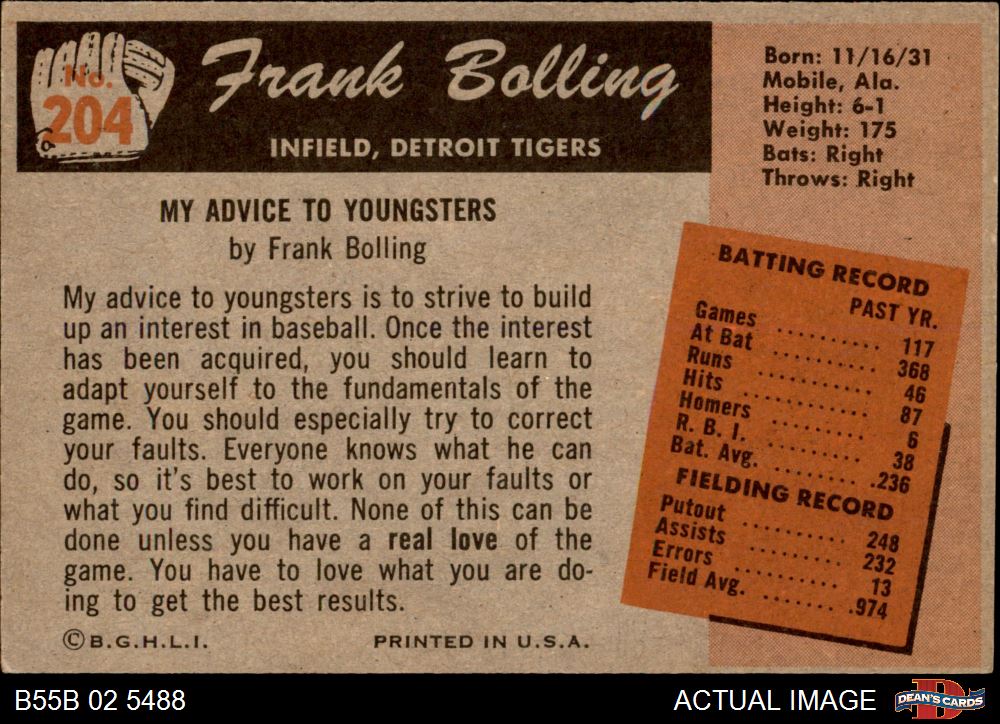 No.
204
Frank Bolling
INFIELD, DETROIT TIGERS
Born: 11/16/31
Mobile, Ala.
Height: 6-1
Weight: 175
Bats: Right
Throws: Right
MY ADVICE TO YOUNGSTERS
by Frank Bolling
My advice to youngsters is to strive to build
up an interest in baseball. Once the interest
has been acquired, you should learn to
adapt yourself to the fundamentals of the
game. You should especially try to correct
your faults. Everyone knows what he can
do, so it's best to work on your faults or
what you find difficult. None of this can be
done unless you have a real love of the
game. You have to love what you are do-
ing to get the best results.
©B.G.H.L.I. PRINTED IN U.S.A.
BATTING RECORD
PAST YR.
Games .......... 117
At Bat .......... 368
Runs .......... 46
Hits .......... 87
Homers .......... 6
R. B. I. .......... 38
Bat. Avg. .......... .236
FIELDING RECORD
Putout .......... 248
Assists .......... 232
Errors .......... 13
Field Avg. .......... .974
B55B 02 5488
ACTUAL IMAGE
DEAN'S CARDS